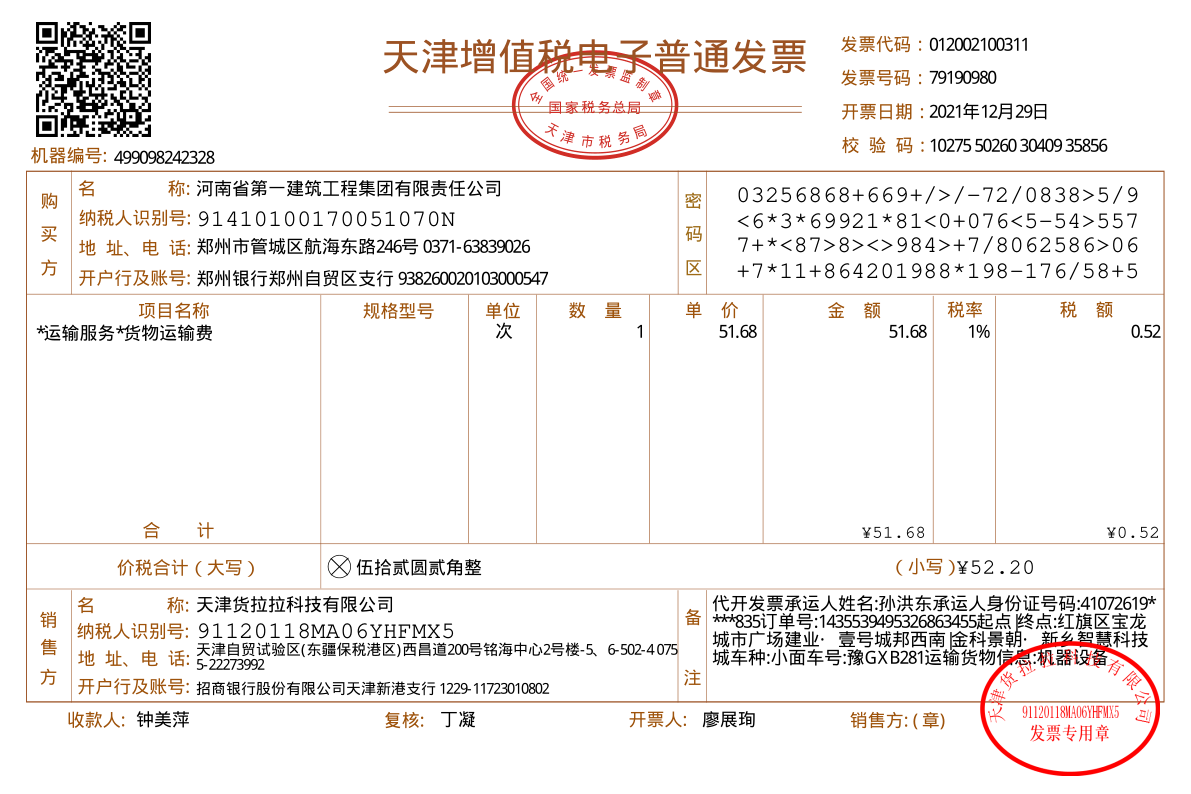 天津增值税电子普通发票
全国统一发票监制章
国家税务总局
天津市税务局
发票代码：012002100311
发票号码：79190980
开票日期：2021年12月29日
校 验 码：10275 50260 30409 35856
机器编号: 499098242328
购买方
名 称: 河南省第一建筑工程集团有限责任公司
纳税人识别号: 91410100170051070N
地 址、电 话: 郑州市管城区航海东路246号 0371-63839026
开户行及账号: 郑州银行郑州自贸区支行 938260020103000547
密码区
03256868+669+/>/-72/0838>5/9
<6*3*69921*81<0+076<5-54>557
7+*<87>8><>984>+7/8062586>06
+7*11+864201988*198-176/58+5
项目名称 规格型号 单位 数 量 单 价 金 额 税率 税 额
*运输服务*货物运输费 次 1 51.68 51.68 1% 0.52
合 计 ¥51.68 ¥0.52
价税合计（大写） 伍拾贰圆贰角整 （小写）¥52.20
销售方
名 称: 天津货拉拉科技有限公司
纳税人识别号: 91120118MA06YHFMX5
地 址、电 话: 天津自贸试验区(东疆保税港区)西昌道200号铭海中心2号楼-5、6-502-4 075
5-22273992
开户行及账号: 招商银行股份有限公司天津新港支行 1229-11723010802
备注
代开发票承运人姓名:孙洪东承运人身份证号码:41072619*
***835订单号:1435539495326863455起点|终点:红旗区宝龙
城市广场建业· 壹号城邦西南|金科景朝· 新乡智慧科技
城车种:小面车号:豫GXB281运输货物信息:机器设备
收款人: 钟美萍 复核: 丁凝 开票人: 廖展珣 销售方: (章)
天津货拉拉科技有限公司
91120118MA06YHFMX5
发票专用章